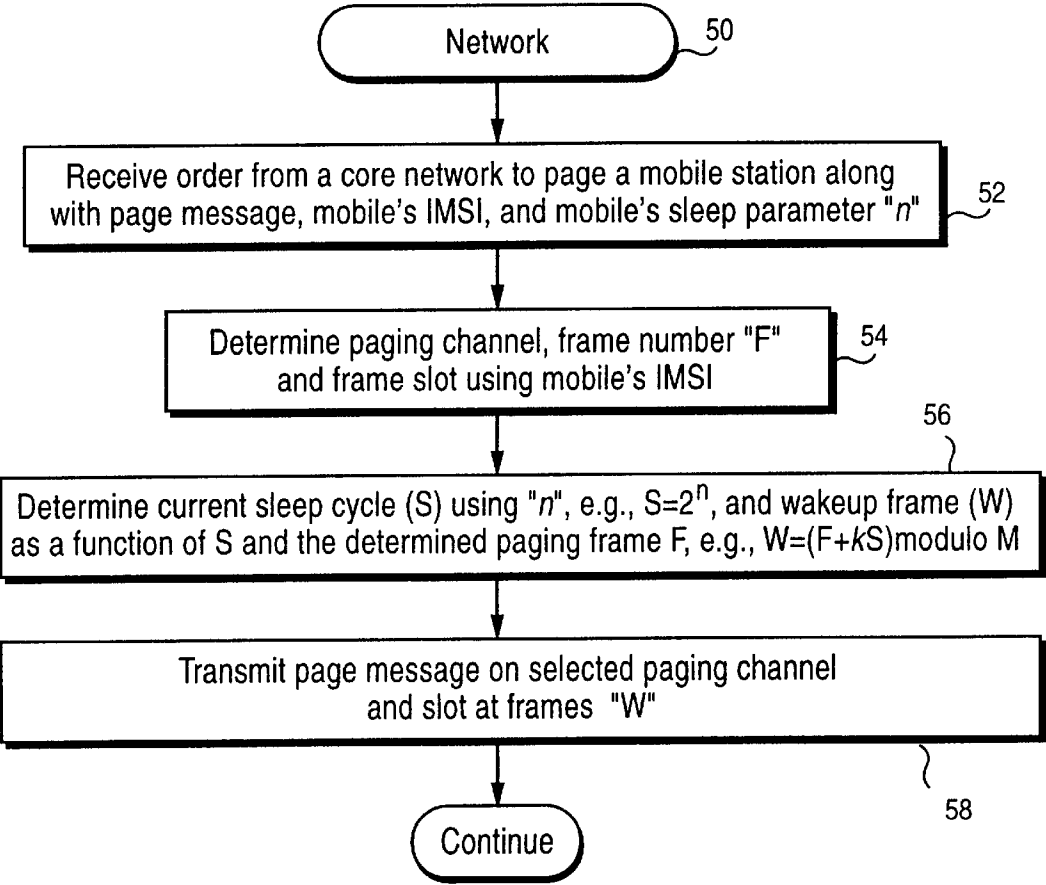 Network
50
Receive order from a core network to page a mobile station along
with page message, mobile's IMSI, and mobile's sleep parameter "n"
52
Determine paging channel, frame number "F"
and frame slot using mobile's IMSI
54
56
Determine current sleep cycle (S) using "n", e.g., S=2^n, and wakeup frame (W)
as a function of S and the determined paging frame F, e.g., W=(F+kS)modulo M
Transmit page message on selected paging channel
and slot at frames "W"
58
Continue